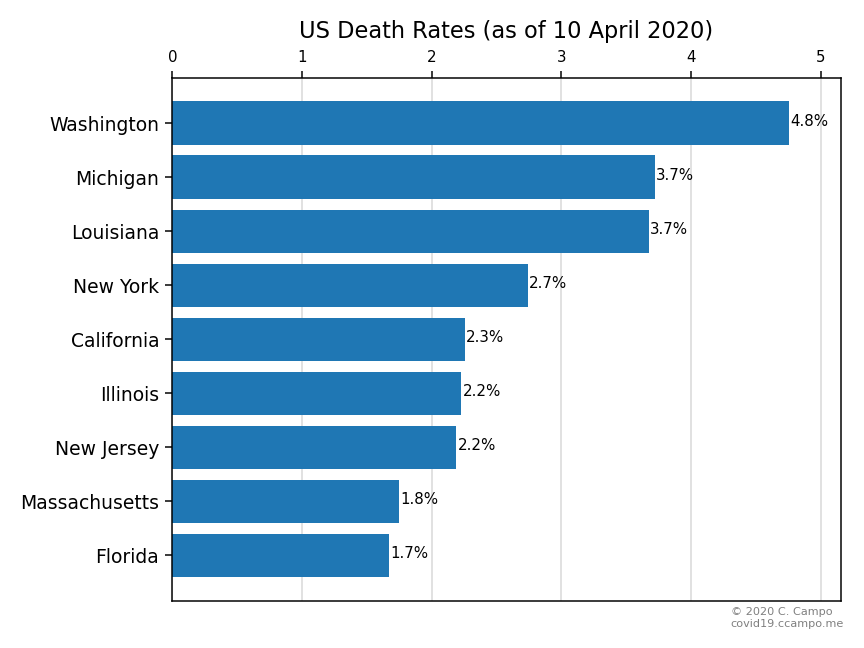 US Death Rates (as of 10 April 2020)
0 1 2 3 4 5
Washington 4.8%
Michigan 3.7%
Louisiana 3.7%
New York 2.7%
California 2.3%
Illinois 2.2%
New Jersey 2.2%
Massachusetts 1.8%
Florida 1.7%
© 2020 C. Campo
covid19.ccampo.me